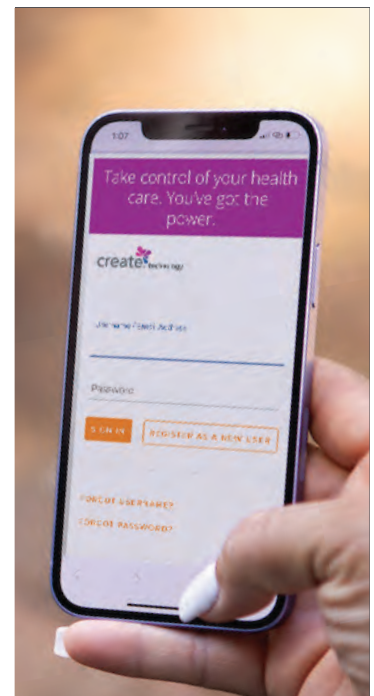 1:07
Take control of your health
care. You've got the
power.
create technology
Username / Email Address
Password
SIGN IN
REGISTER AS A NEW USER
FORGOT USERNAME?
FORGOT PASSWORD?